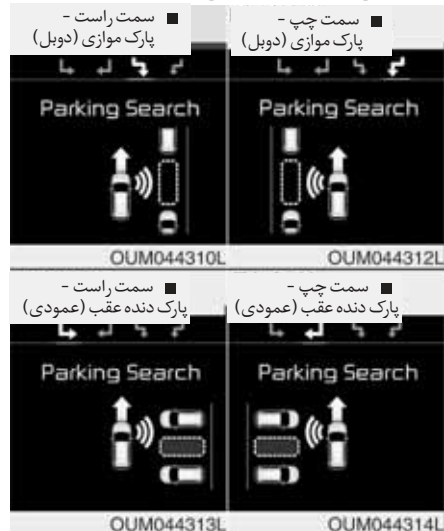 ■ سمت راست -
پارک موازی (دوبل)
■ سمت چپ -
پارک موازی (دوبل)
Parking Search
Parking Search
OUM044310L
OUM044312L
■ سمت راست -
پارک دنده عقب (عمودی)
■ سمت چپ -
پارک دنده عقب (عمودی)
Parking Search
Parking Search
OUM044313L
OUM044314L